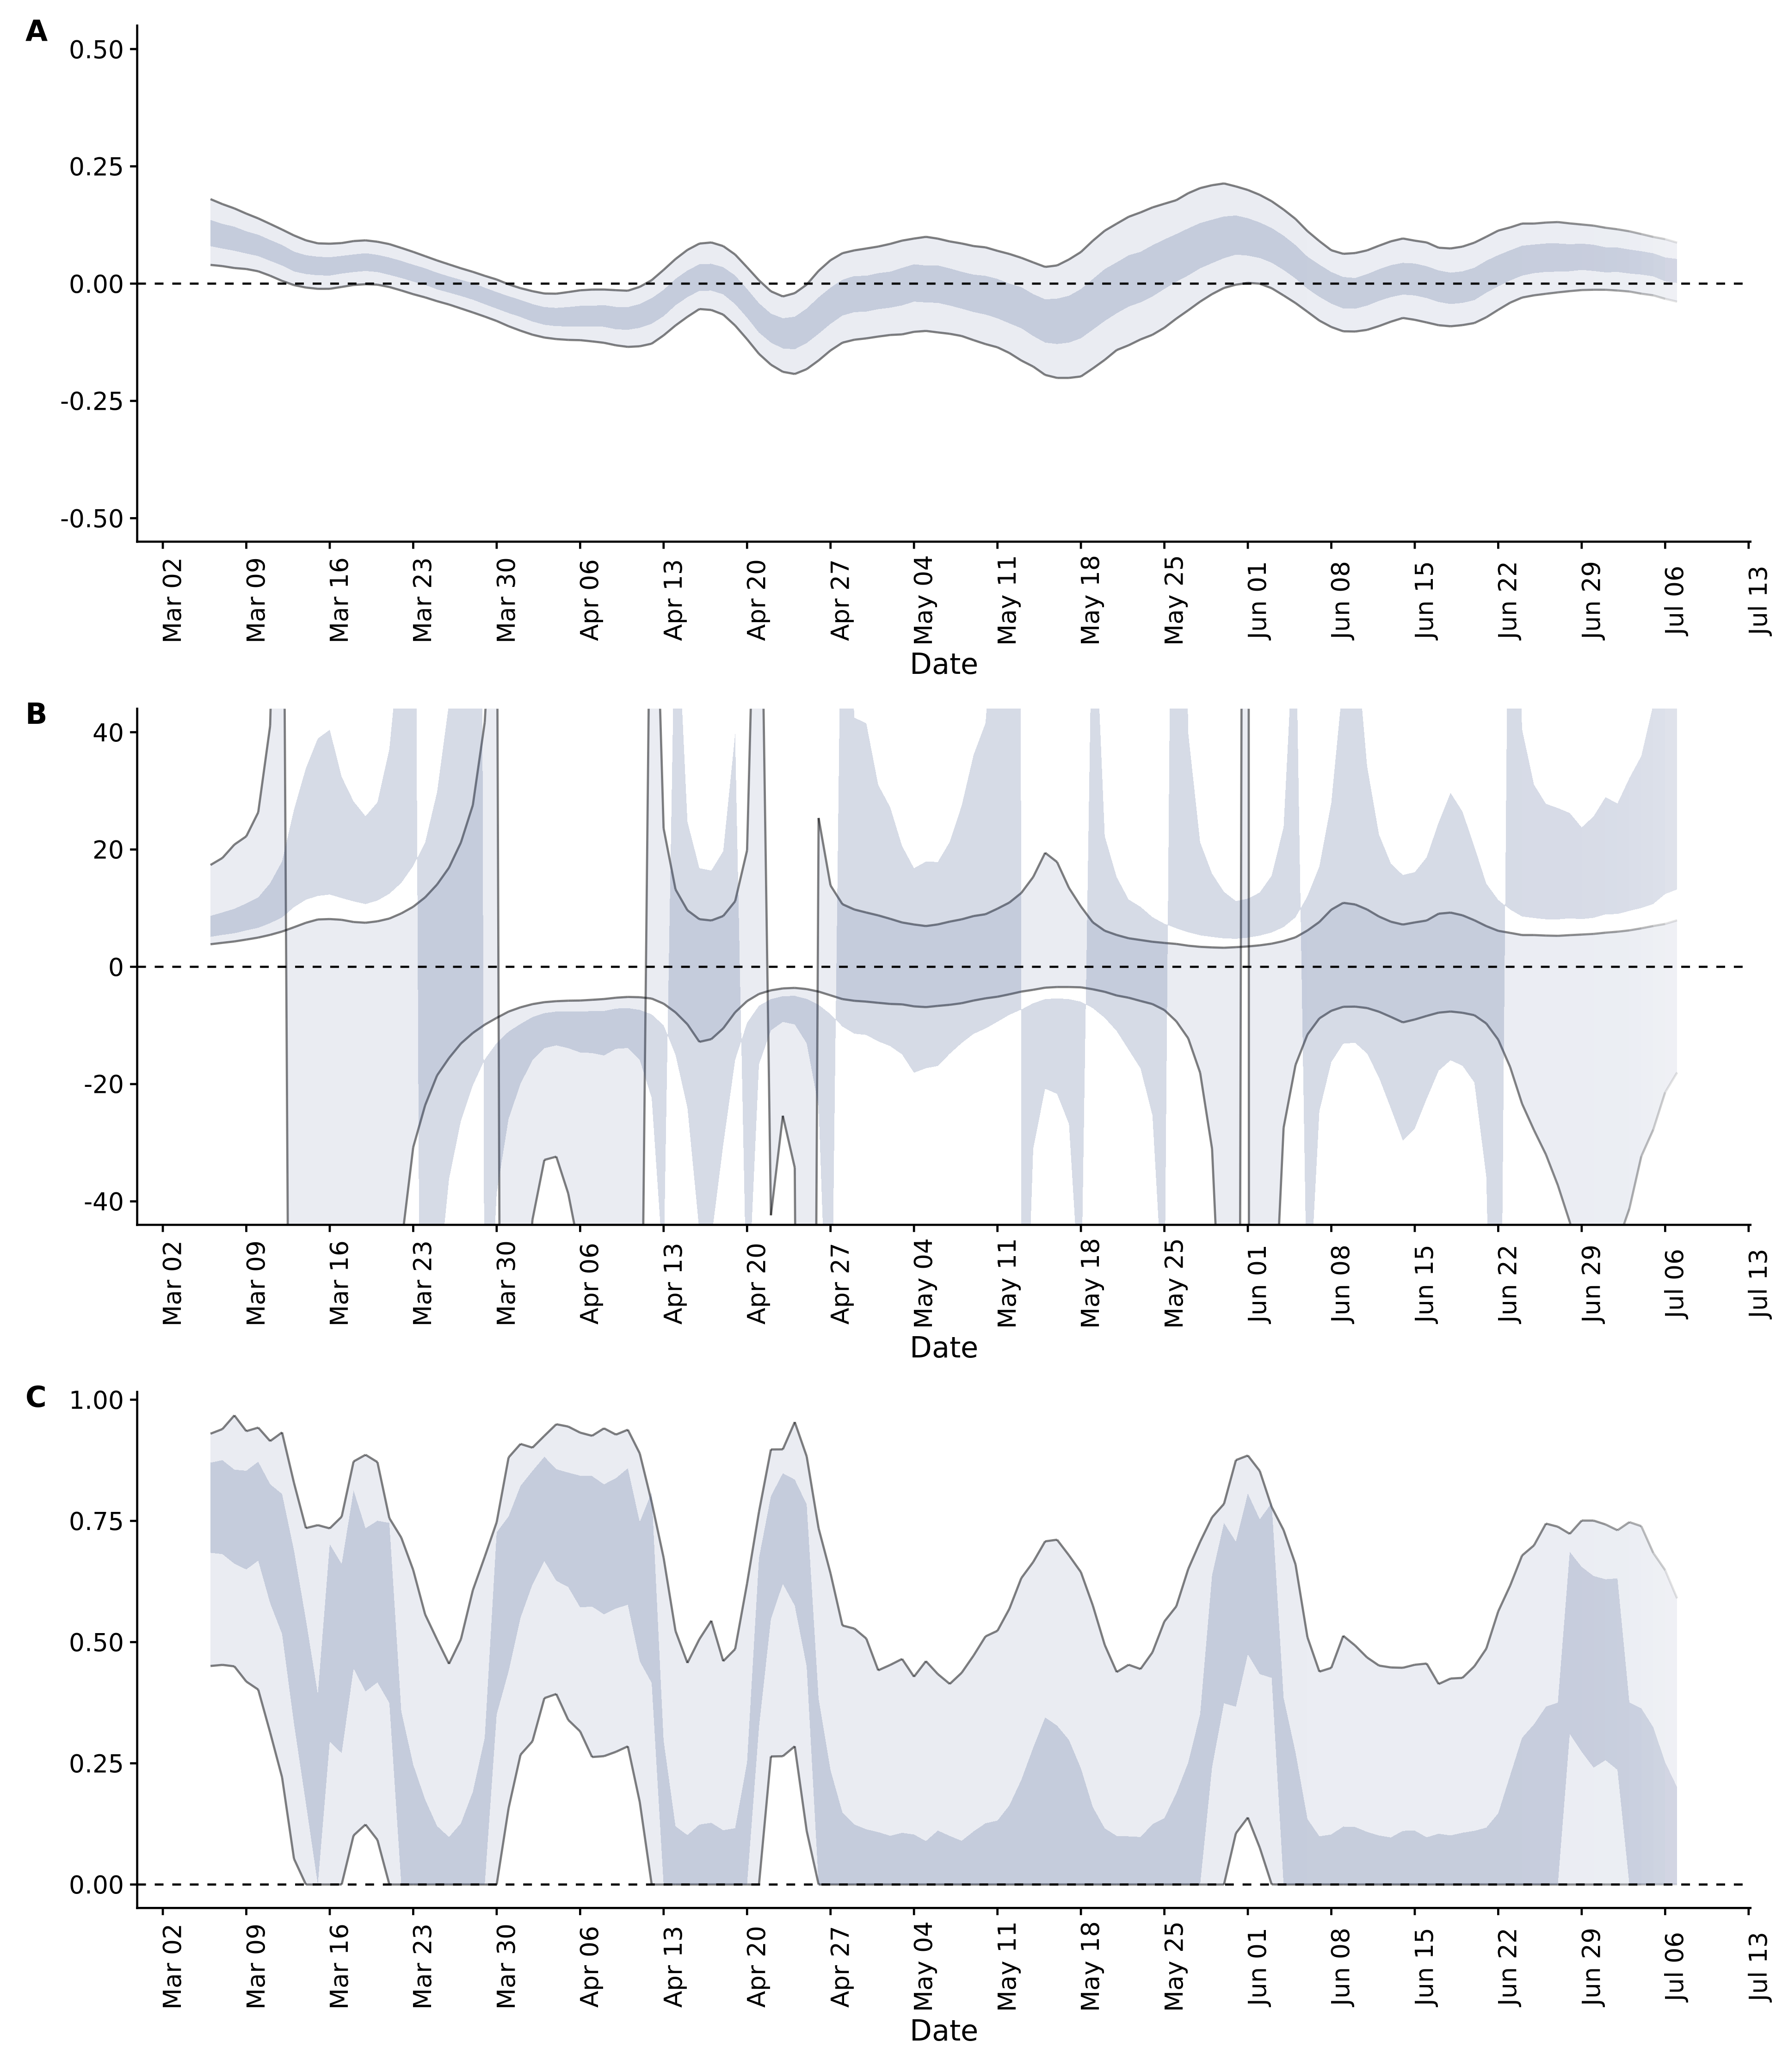 A
0.50
0.25
0.00
-0.25
-0.50
Mar 02
Mar 09
Mar 16
Mar 23
Mar 30
Apr 06
Apr 13
Apr 20
Apr 27
May 04
May 11
May 18
May 25
Jun 01
Jun 08
Jun 15
Jun 22
Jun 29
Jul 06
Jul 13
Date
B
40
20
0
-20
-40
Mar 02
Mar 09
Mar 16
Mar 23
Mar 30
Apr 06
Apr 13
Apr 20
Apr 27
May 04
May 11
May 18
May 25
Jun 01
Jun 08
Jun 15
Jun 22
Jun 29
Jul 06
Jul 13
Date
C
1.00
0.75
0.50
0.25
0.00
Mar 02
Mar 09
Mar 16
Mar 23
Mar 30
Apr 06
Apr 13
Apr 20
Apr 27
May 04
May 11
May 18
May 25
Jun 01
Jun 08
Jun 15
Jun 22
Jun 29
Jul 06
Jul 13
Date